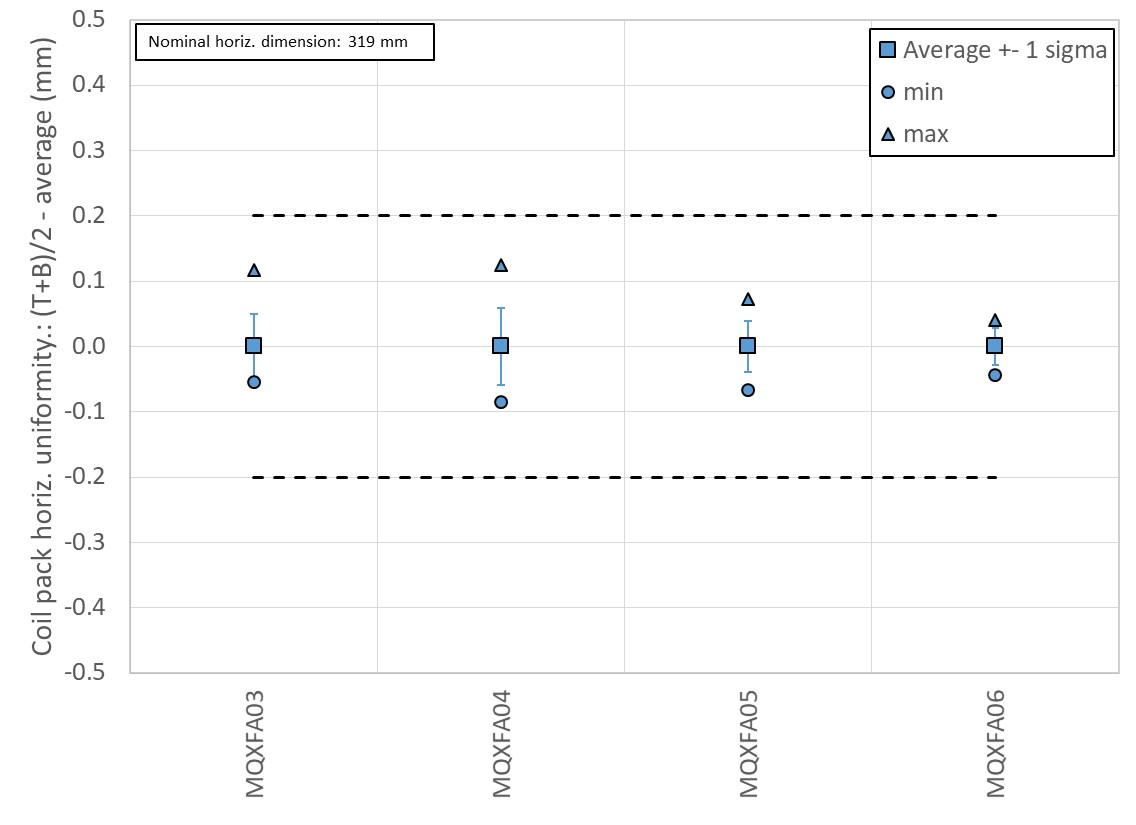 Nominal horiz. dimension: 319 mm
Average +- 1 sigma
min
max
Coil pack horiz. uniformity.: (T+B)/2 - average (mm)
0.5
0.4
0.3
0.2
0.1
0.0
-0.1
-0.2
-0.3
-0.4
-0.5
MQXFA03
MQXFA04
MQXFA05
MQXFA06